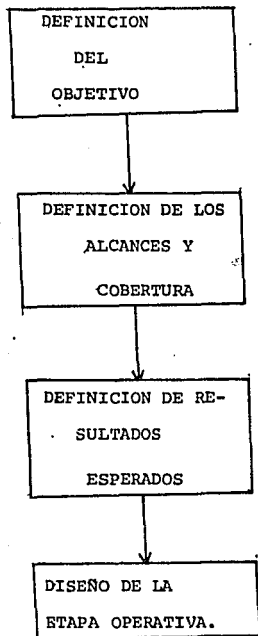 DEFINICION
DEL
OBJETIVO
DEFINICION DE LOS
ALCANCES Y
COBERTURA
DEFINICION DE RE-
SULTADOS
ESPERADOS
DISEÑO DE LA
ETAPA OPERATIVA.